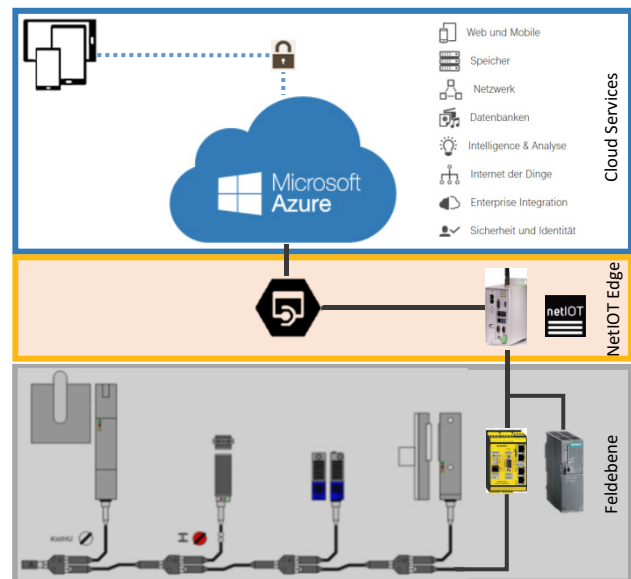 Web und Mobile
Speicher
Netzwerk
Datenbanken
Intelligence & Analyse
Internet der Dinge
Enterprise Integration
Sicherheit und Identität
Cloud Services
Microsoft
Azure
netIOT
NetIOT Edge
Feldebene